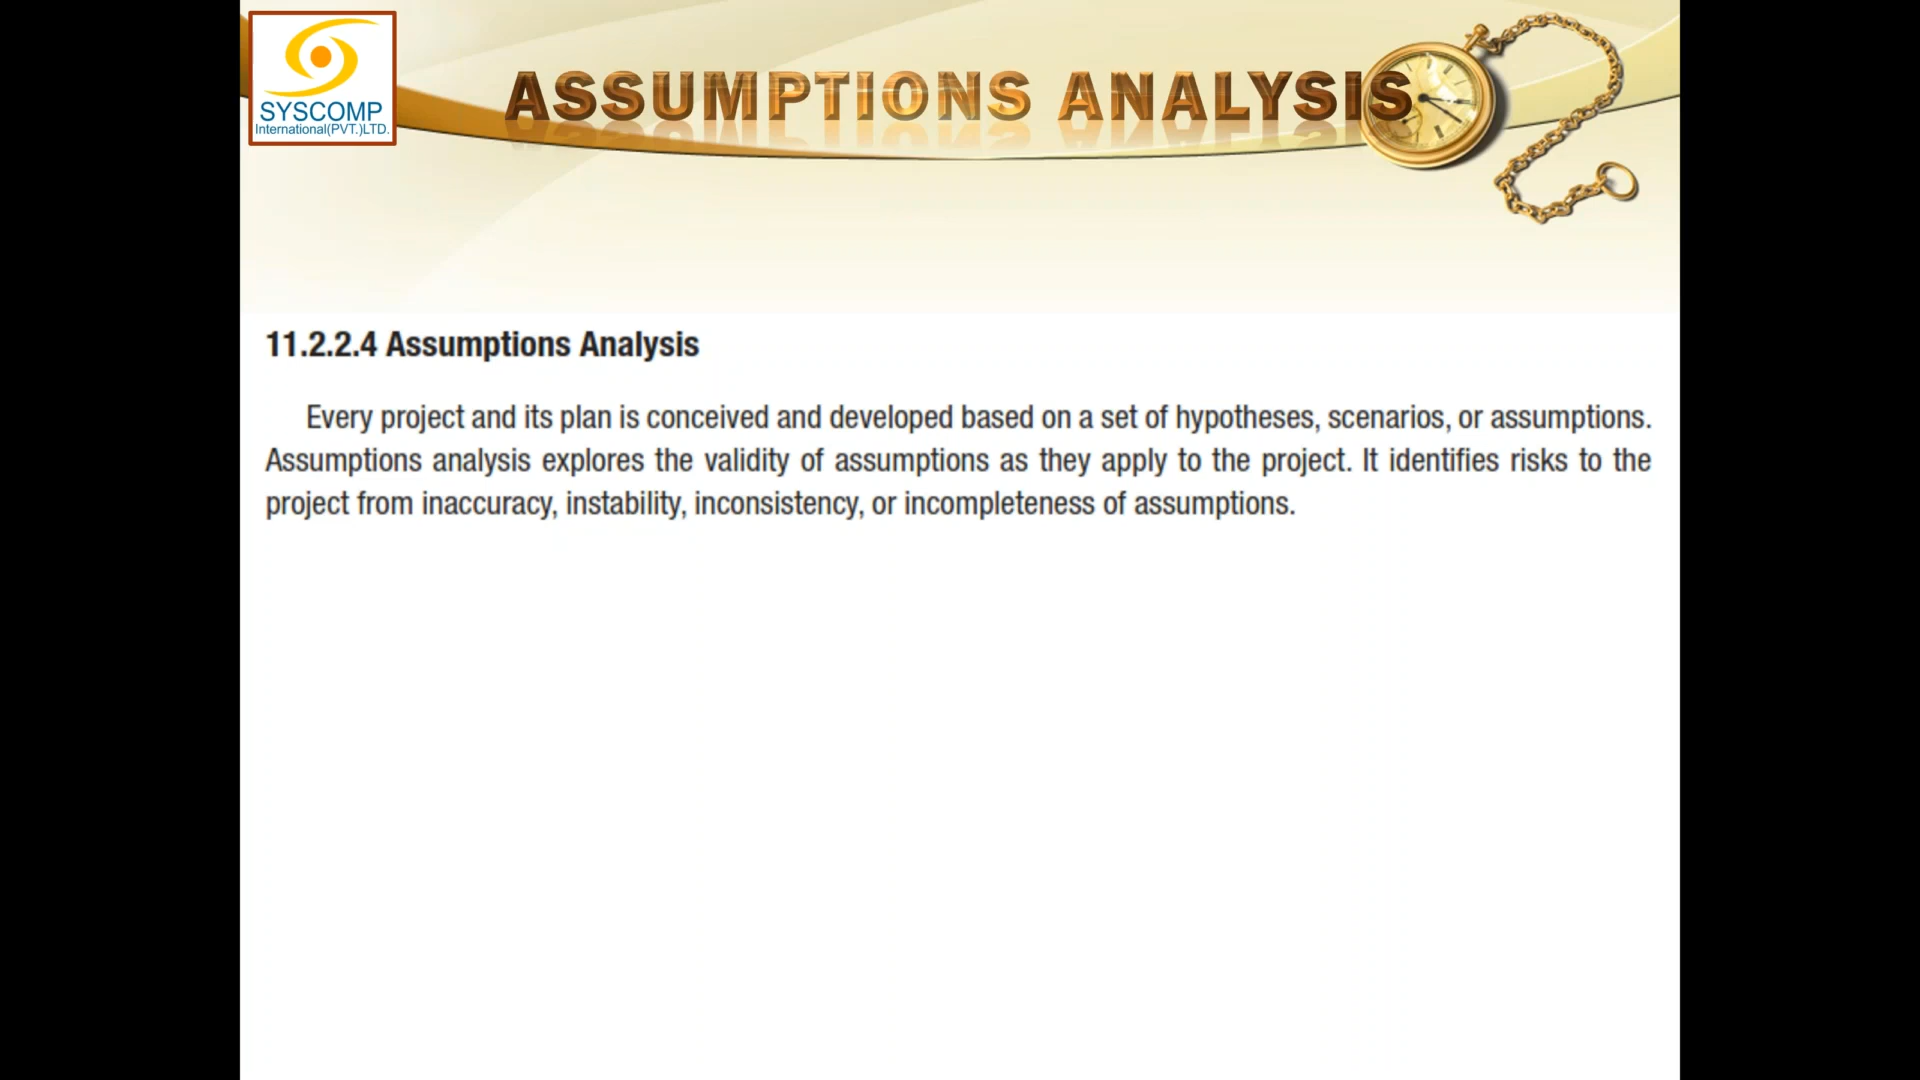 SYSCOMP
International(PVT.)LTD.
ASSUMPTIONS ANALYSIS
11.2.2.4 Assumptions Analysis
Every project and its plan is conceived and developed based on a set of hypotheses, scenarios, or assumptions.
Assumptions analysis explores the validity of assumptions as they apply to the project. It identifies risks to the
project from inaccuracy, instability, inconsistency, or incompleteness of assumptions.